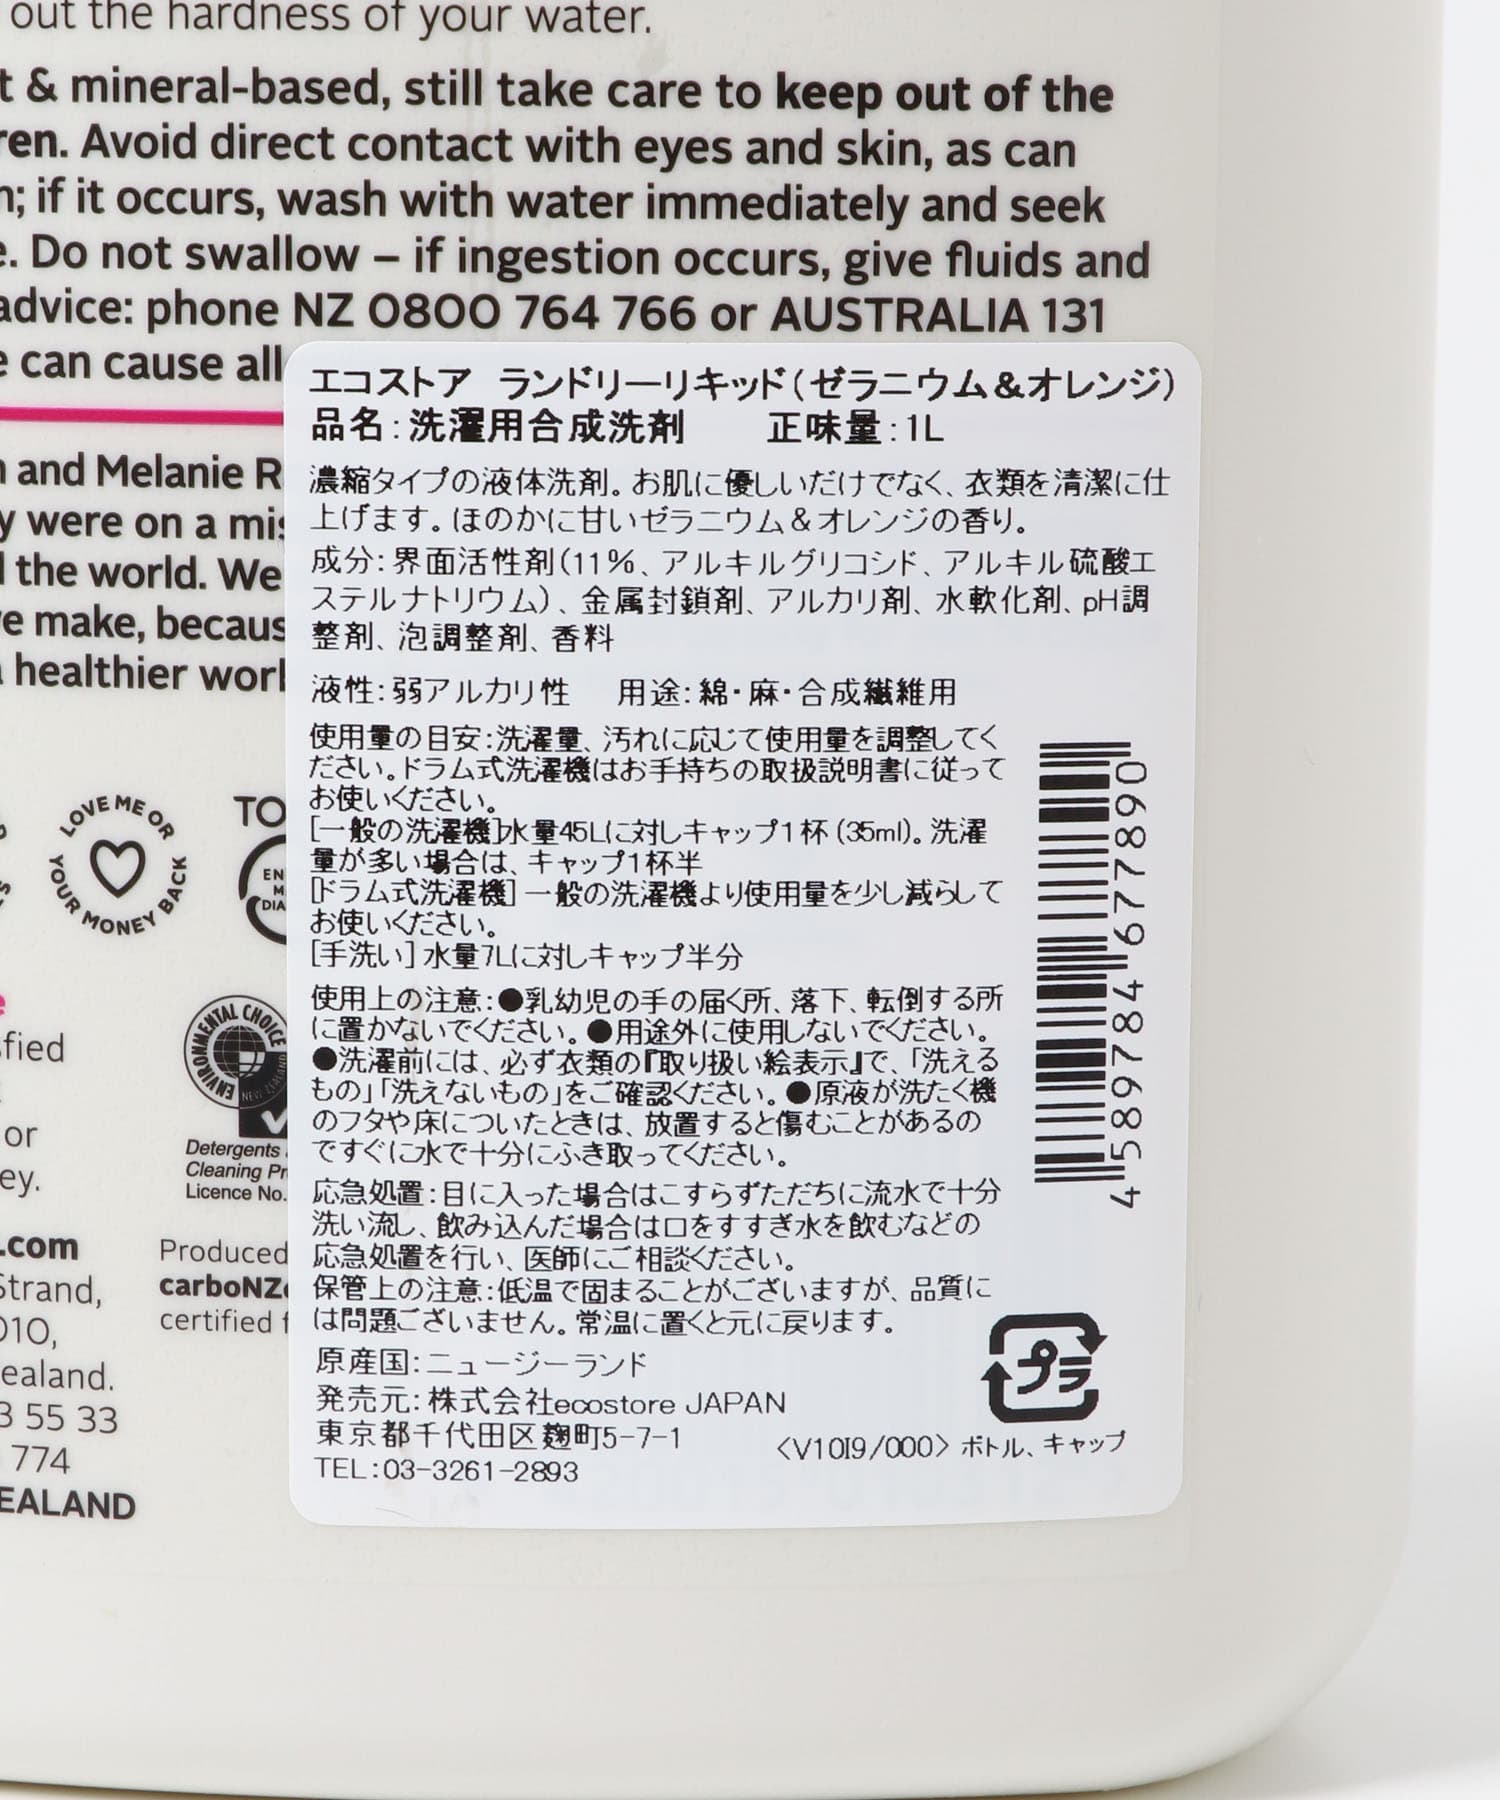 out the hardness of your water.
t & mineral-based, still take care to keep out of the
ren. Avoid direct contact with eyes and skin, as can
n; if it occurs, wash with water immediately and seek
e. Do not swallow – if ingestion occurs, give fluids and
advice: phone NZ 0800 764 766 or AUSTRALIA 131
e can cause all
n and Melanie R
y were on a mis
d the world. We
ve make, becaus
a healthier worl
LOVE ME OR
YOUR MONEY BACK
TO
EN
M
DIA
ENVIRONMENTAL CHOICE
NEW ZEALAND
Detergents
Cleaning Pr
Licence No.
sfied
or
ey.
.com
Strand,
010,
ealand.
3 55 33
774
EALAND
Produced
carboNZ
certified f
エコストア ランドリーリキッド(ゼラニウム&オレンジ)
品名:洗濯用合成洗剤 正味量:1L
濃縮タイプの液体洗剤。お肌に優しいだけでなく、衣類を清潔に仕
上げます。ほのかに甘いゼラニウム&オレンジの香り。
成分:界面活性剤(11%、アルキルグリコシド、アルキル硫酸エ
ステルナトリウム)、金属封鎖剤、アルカリ剤、水軟化剤、pH調
整剤、泡調整剤、香料
液性:弱アルカリ性 用途:綿・麻・合成繊維用
使用量の目安:洗濯量、汚れに応じて使用量を調整してく
ださい。ドラム式洗濯機はお手持ちの取扱説明書に従って
お使いください。
[一般の洗濯機]水量45Lに対しキャップ1杯(35ml)。洗濯
量が多い場合は、キャップ1杯半
[ドラム式洗濯機]一般の洗濯機より使用量を少し減らして
お使いください。
[手洗い]水量7Lに対しキャップ半分
使用上の注意:●乳幼児の手の届く所、落下、転倒する所
に置かないでください。●用途外に使用しないでください。
●洗濯前には、必ず衣類の『取り扱い絵表示』で、「洗える
もの」「洗えないもの」をご確認ください。●原液が洗たく機
のフタや床についたときは、放置すると傷むことがあるの
ですぐに水で十分にふき取ってください。
応急処置:目に入った場合はこすらずただちに流水で十分
洗い流し、飲み込んだ場合は口をすすぎ水を飲むなどの
応急処置を行い、医師にご相談ください。
保管上の注意:低温で固まることがございますが、品質に
は問題ございません。常温に置くと元に戻ります。
原産国:ニュージーランド
発売元:株式会社ecostore JAPAN
東京都千代田区麹町5-7-1
TEL:03-3261-2893
4589784677890
プラ
<V10I9/000> ボトル、キャップ